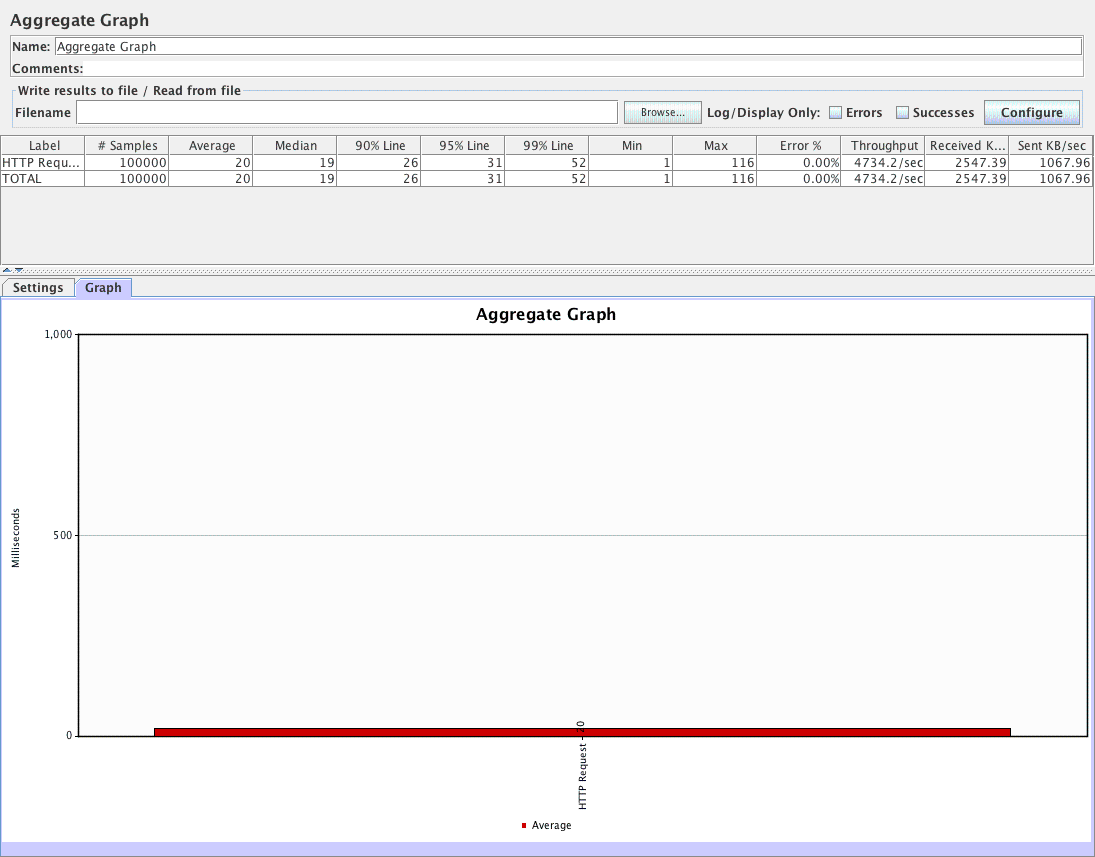 Aggregate Graph
Name: Aggregate Graph
Comments:
Write results to file / Read from file
Filename Browse... Log/Display Only: Errors Successes Configure
Label # Samples Average Median 90% Line 95% Line 99% Line Min Max Error % Throughput Received K... Sent KB/sec
HTTP Requ... 100000 20 19 26 31 52 1 116 0.00% 4734.2/sec 2547.39 1067.96
TOTAL 100000 20 19 26 31 52 1 116 0.00% 4734.2/sec 2547.39 1067.96
Settings Graph
Aggregate Graph
1,000
Milliseconds
500
20
0
HTTP Request
Average